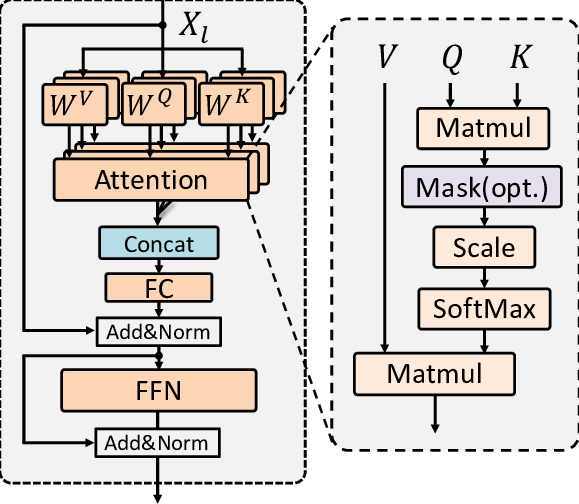 X_l
W^V W^Q W^K
Attention
Concat
FC
Add&Norm
FFN
Add&Norm
V Q K
Matmul
Mask(opt.)
Scale
SoftMax
Matmul